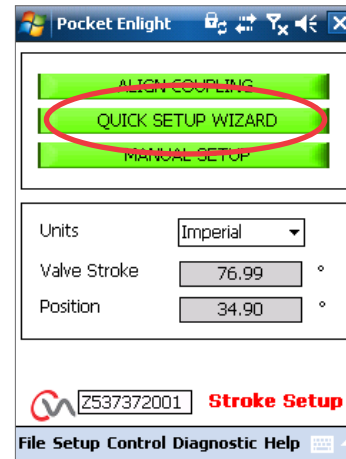 Pocket Enlight
ALIGN COUPLING
QUICK SETUP WIZARD
MANUAL SETUP
Units Imperial
Valve Stroke 76.99 °
Position 34.90 °
Z537372001 Stroke Setup
File Setup Control Diagnostic Help